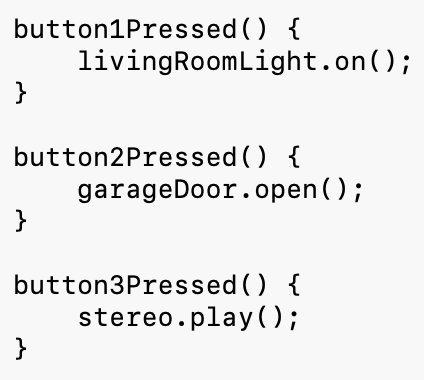 button1Pressed() {
    livingRoomLight.on();
}

button2Pressed() {
    garageDoor.open();
}

button3Pressed() {
    stereo.play();
}